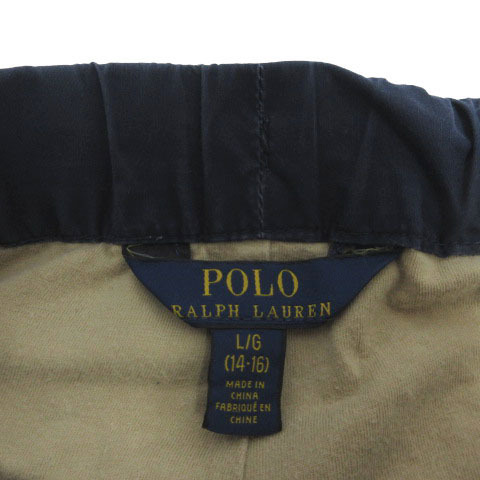 POLO
RALPH LAUREN
L/G
(14-16)
MADE IN
CHINA
FABRIQUÉ EN
CHINE